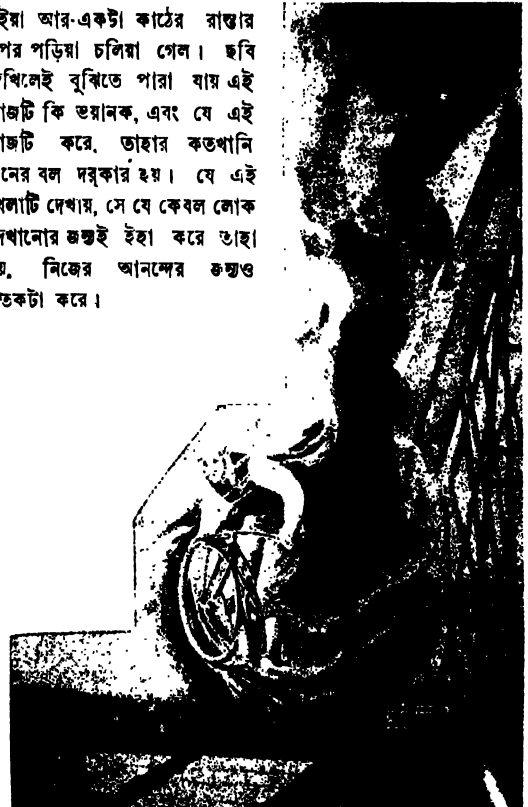 ইয়া আর-একটা কাঠের রাস্তার
পর পড়িয়া চলিয়া গেল। ছবি
খিলেই বুঝিতে পারা যায় এই
াজটি কি ভয়ানক, এবং যে এই
াজটি করে, তাহার কতখানি
নের বল দরকার হয়। যে এই
খলাটি দেখায়, সে যে কেবল লোক
দখানোর জন্যই ইহা করে তাহা
য়, নিজের আনন্দের জন্যও
তকটা করে।